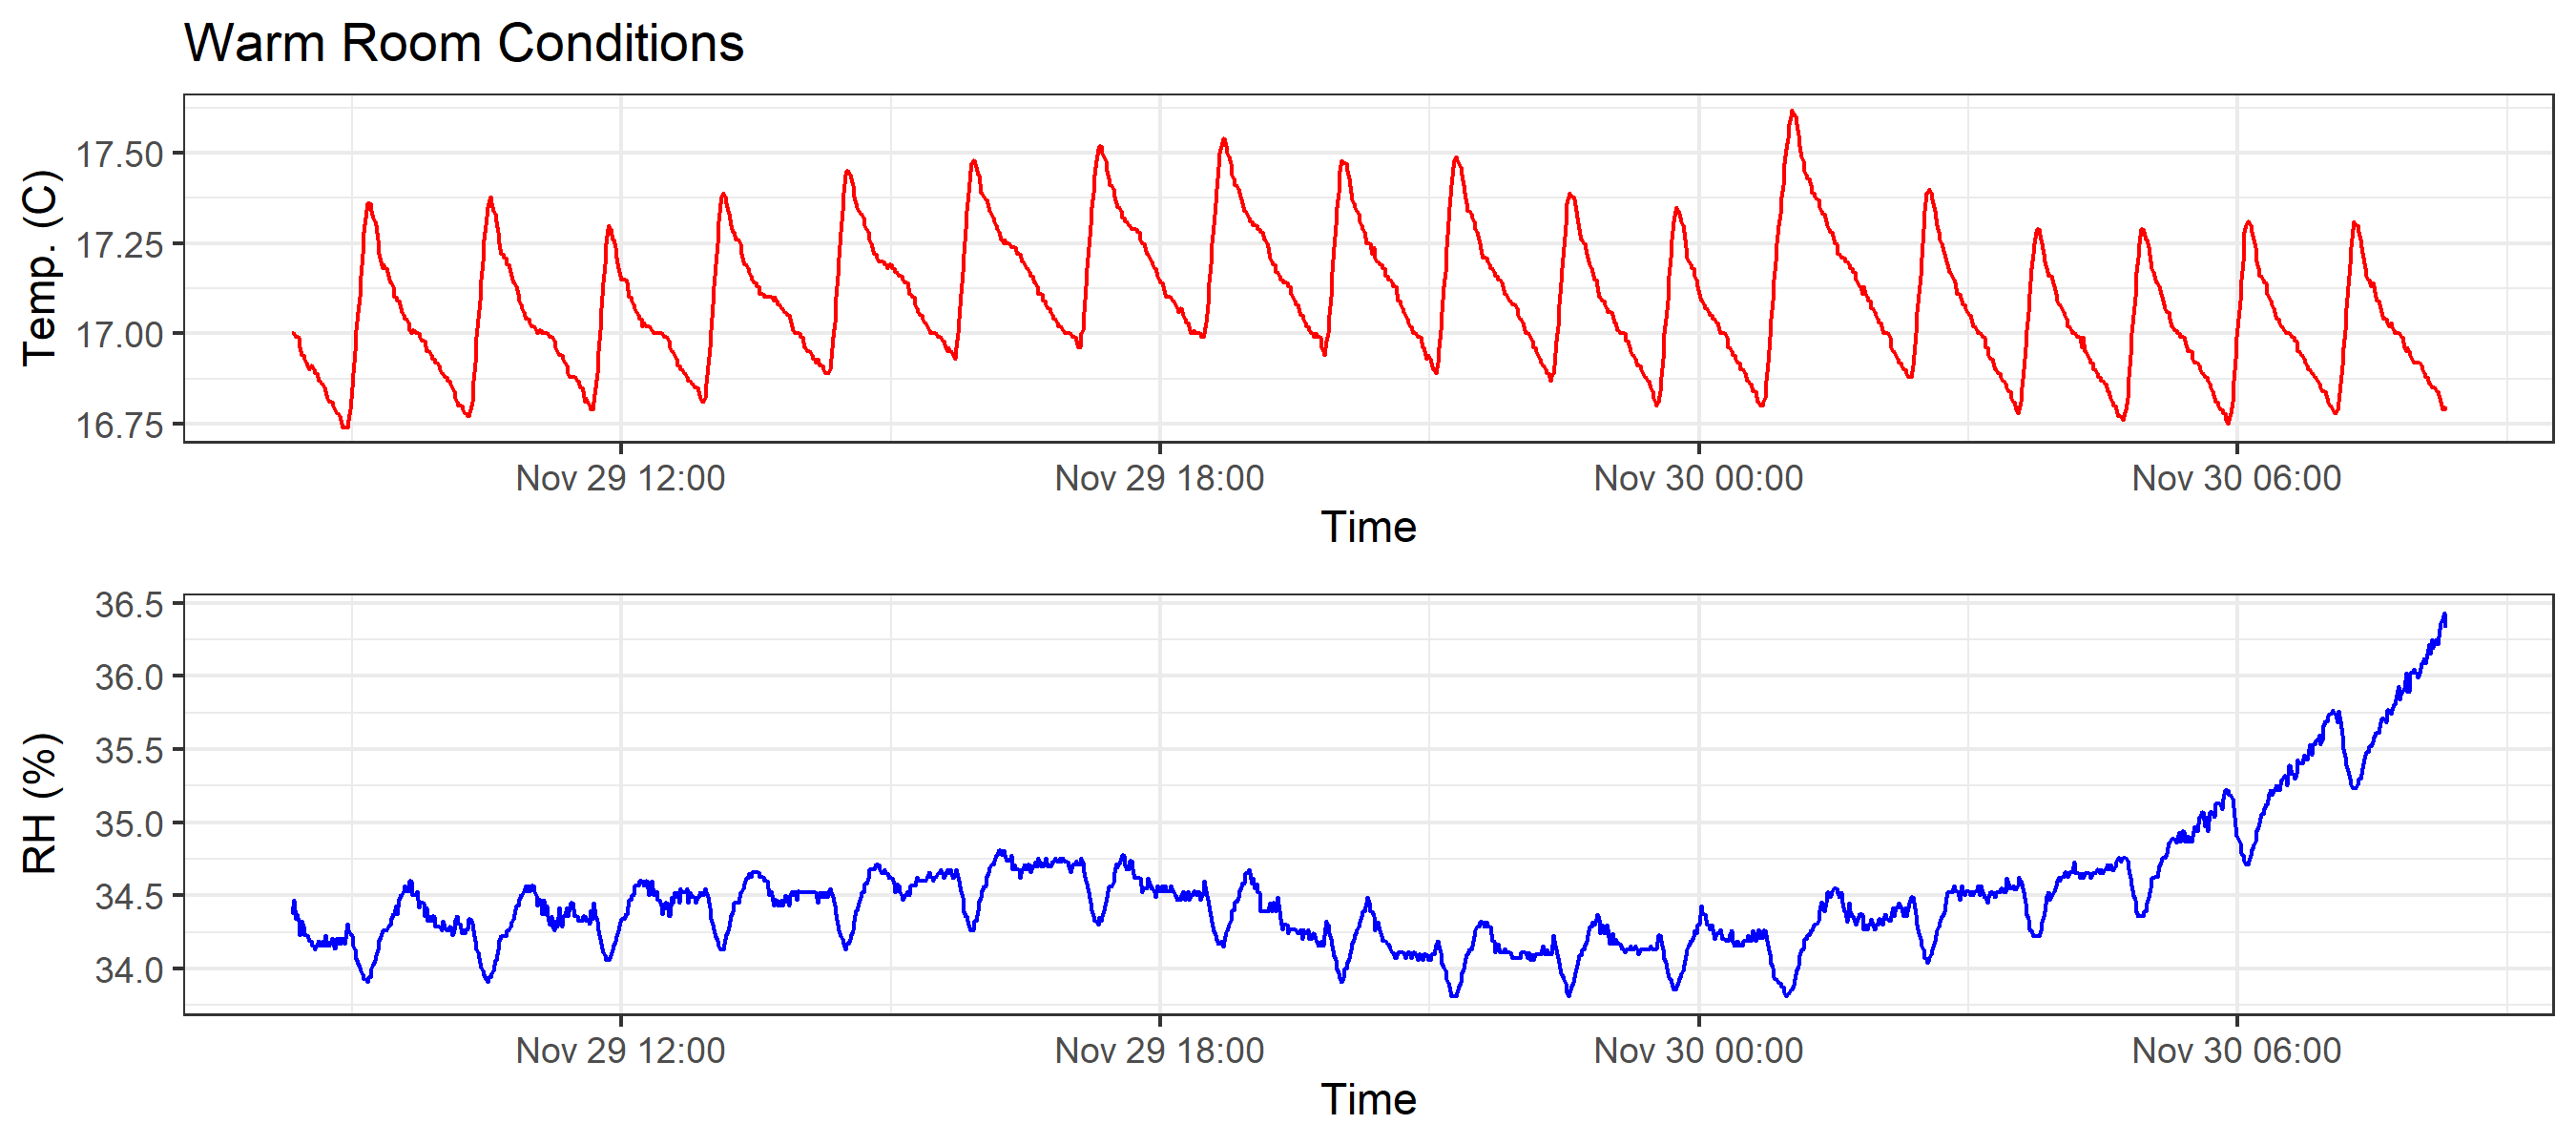 Warm Room Conditions
Temp. (C)
17.50
17.25
17.00
16.75
Nov 29 12:00 Nov 29 18:00 Nov 30 00:00 Nov 30 06:00
Time
RH (%)
36.5
36.0
35.5
35.0
34.5
34.0
Nov 29 12:00 Nov 29 18:00 Nov 30 00:00 Nov 30 06:00
Time